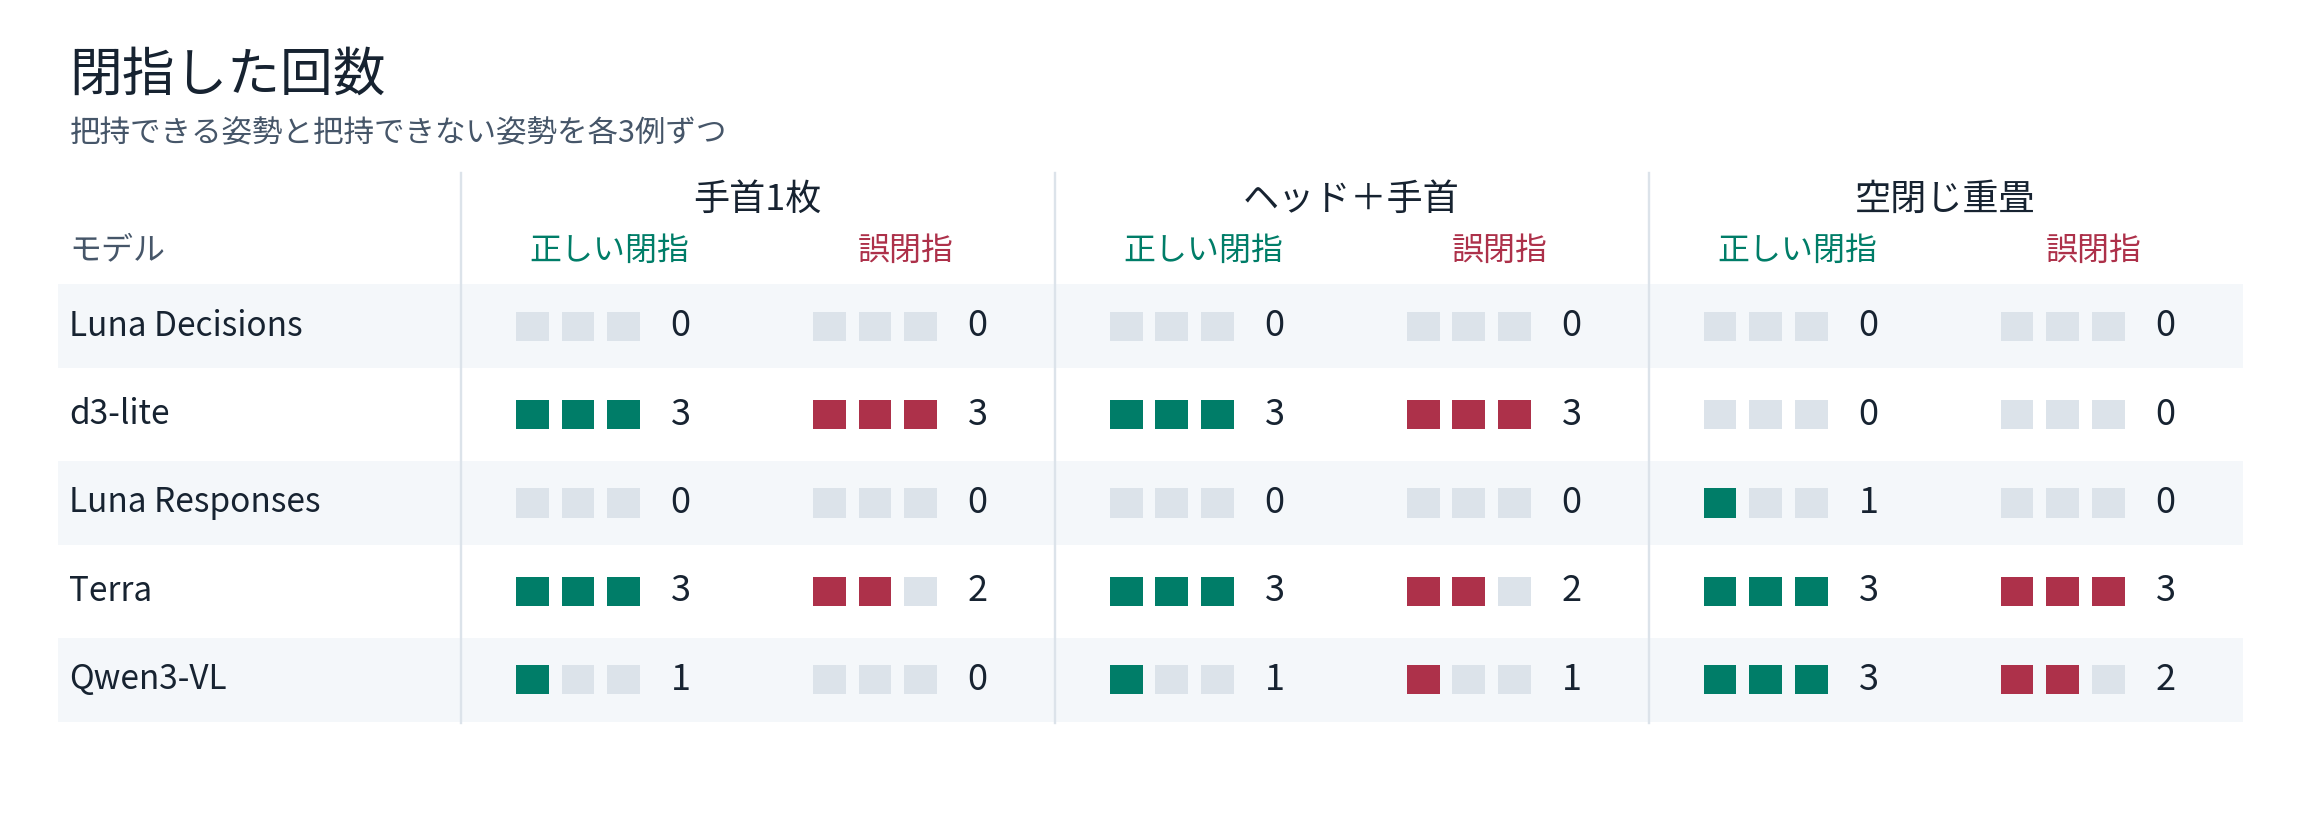 閉指した回数
把持できる姿勢と把持できない姿勢を各3例ずつ
手首1枚 ヘッド＋手首 空閉じ重畳
モデル 正しい閉指 誤閉指 正しい閉指 誤閉指 正しい閉指 誤閉指
Luna Decisions 0 0 0 0 0 0
d3-lite 3 3 3 3 0 0
Luna Responses 0 0 0 0 1 0
Terra 3 2 3 2 3 3
Qwen3-VL 1 0 1 1 3 2